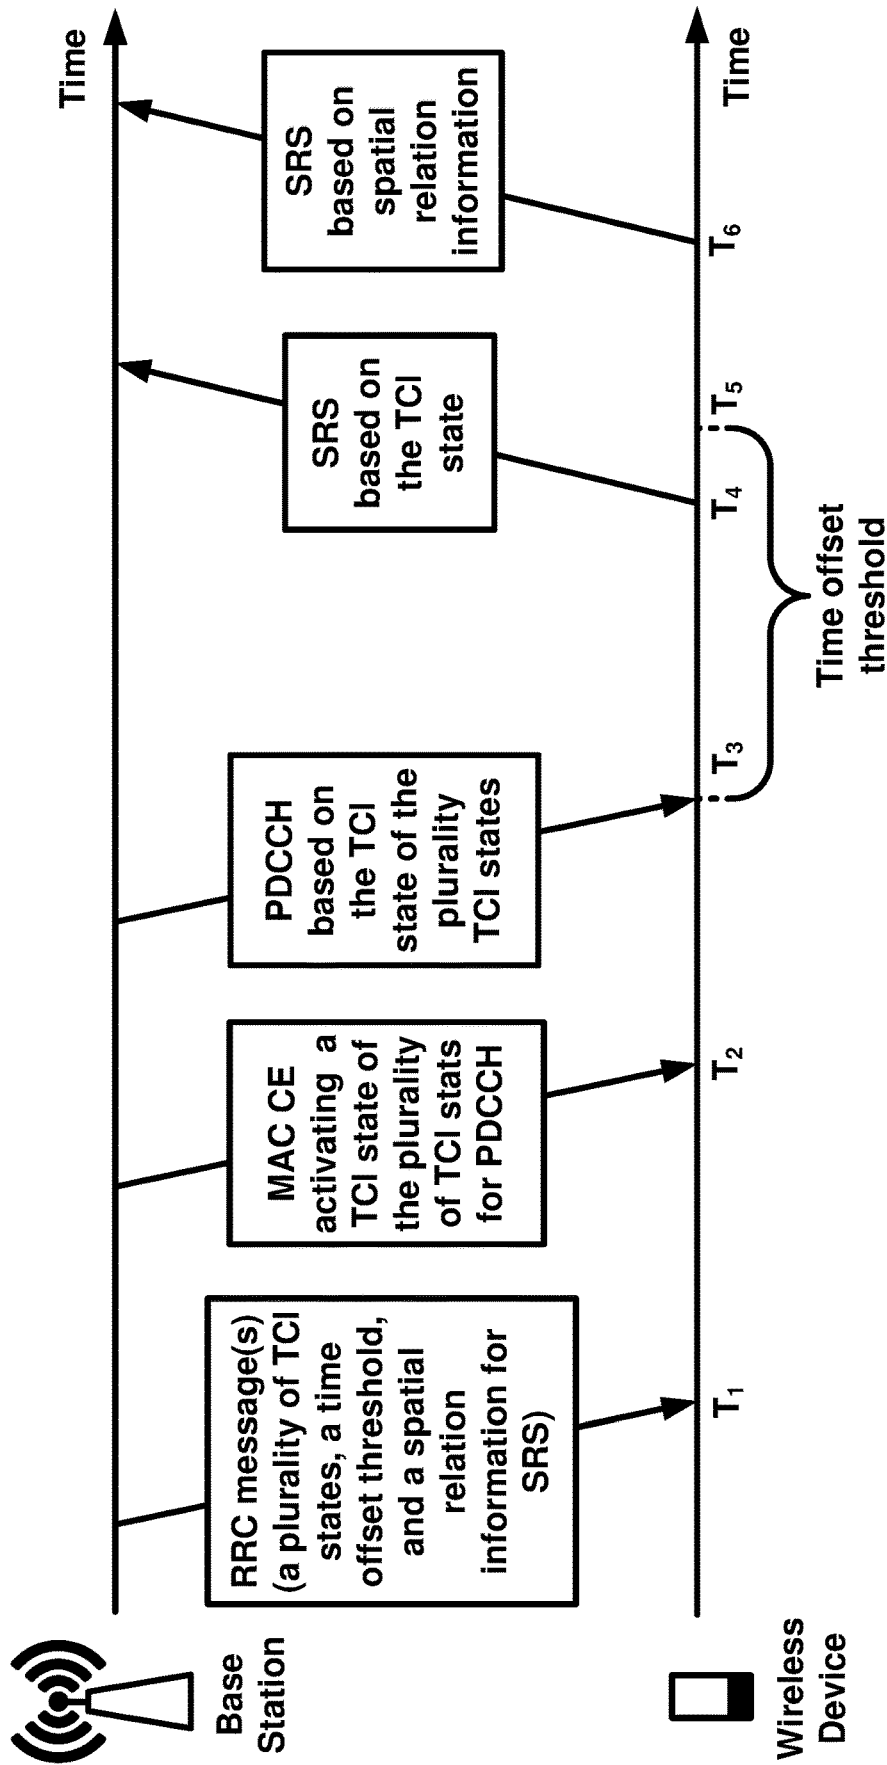 Base
Station
Time
RRC message(s)
(a plurality of TCI
states, a time
offset threshold,
and a spatial
relation
information for
SRS)
MAC CE
activating a
TCI state of
the plurality
of TCI stats
for PDCCH
PDCCH
based on
the TCI
state of the
plurality
TCI states
SRS
based on
the TCI
state
SRS
based on
spatial
relation
information
Wireless
Device
T1
T2
T3
T4
T5
T6
Time
Time offset
threshold